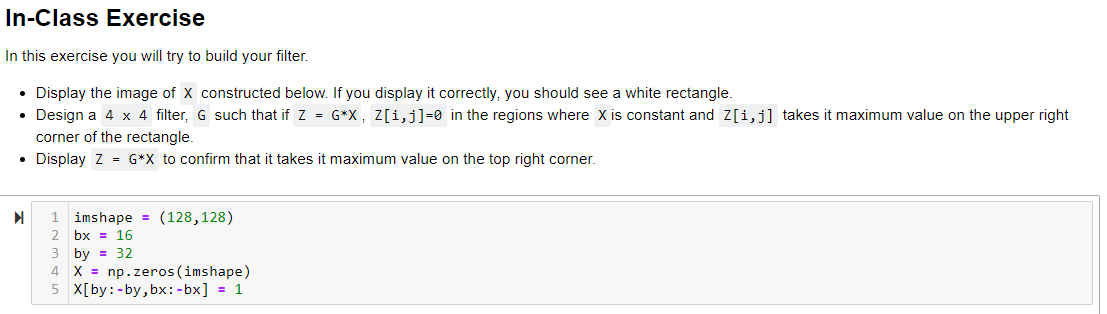 In-Class Exercise
In this exercise you will try to build your filter.
• Display the image of X constructed below. If you display it correctly, you should see a white rectangle.
• Design a 4 x 4 filter, G such that if Z = G*X, Z[i,j]=0 in the regions where X is constant and Z[i,j] takes it maximum value on the upper right
corner of the rectangle.
• Display Z = G*X to confirm that it takes it maximum value on the top right corner.
1 imshape = (128,128)
2 bx = 16
3 by = 32
4 X = np.zeros(imshape)
5 X[by:-by,bx:-bx] = 1